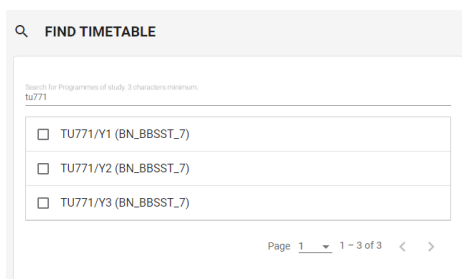 FIND TIMETABLE
Search for Programmes of study. 3 characters minimum.
tu771
TU771/Y1 (BN_BBSST_7)
TU771/Y2 (BN_BBSST_7)
TU771/Y3 (BN_BBSST_7)
Page 1 1 – 3 of 3